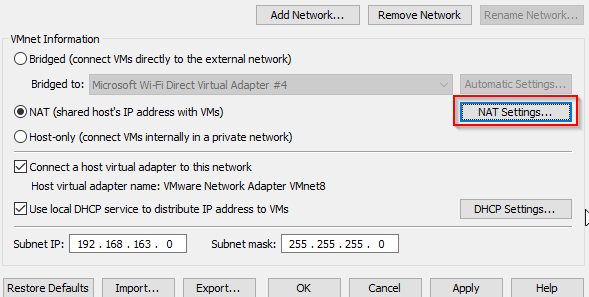 Add Network... Remove Network Rename Network...
VMnet Information
Bridged (connect VMs directly to the external network)
Bridged to: Microsoft Wi-Fi Direct Virtual Adapter #4 Automatic Settings...
NAT (shared host's IP address with VMs) NAT Settings...
Host-only (connect VMs internally in a private network)
Connect a host virtual adapter to this network
Host virtual adapter name: VMware Network Adapter VMnet8
Use local DHCP service to distribute IP address to VMs DHCP Settings...
Subnet IP: 192 . 168 . 163 . 0 Subnet mask: 255 . 255 . 255 . 0
Restore Defaults Import... Export... OK Cancel Apply Help